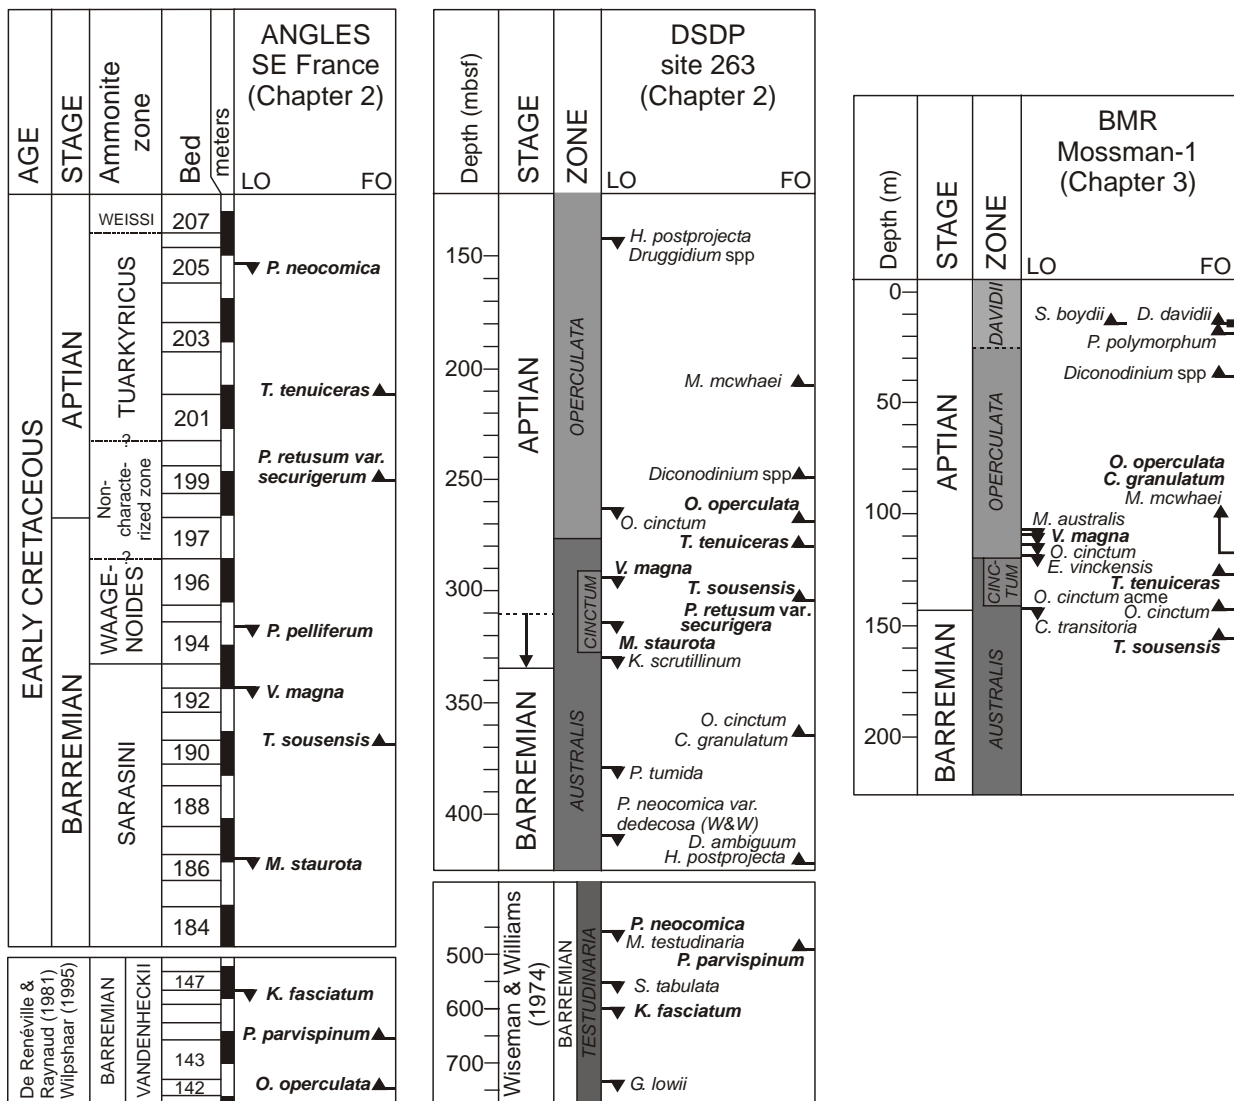 ANGLES
SE France
(Chapter 2)
AGE
STAGE
Ammonite
zone
Bed
meters
LO
FO
EARLY CRETACEOUS
APTIAN
BARREMIAN
WEISSI
TUARKYRICUS
?
Non-
characte-
rized zone
?
WAAGE-
NOIDES
SARASINI
207
205
203
201
199
197
196
194
192
190
188
186
184
P. neocomica
T. tenuiceras
P. retusum var.
securigerum
P. pelliferum
V. magna
T. sousensis
M. staurota
De Renéville &
Raynaud (1981)
Wilpshaar (1995)
BARREMIAN
VANDENHECKII
147
143
142
K. fasciatum
P. parvispinum
O. operculata
DSDP
site 263
(Chapter 2)
Depth (mbsf)
STAGE
ZONE
LO
FO
150
200
250
300
350
400
APTIAN
BARREMIAN
OPERCULATA
CINCTUM
AUSTRALIS
H. postprojecta
Druggidium spp
M. mcwhaei
Diconodinium spp
O. operculata
O. cinctum
T. tenuiceras
V. magna
T. sousensis
P. retusum var.
securigera
M. staurota
K. scrutillinum
O. cinctum
C. granulatum
P. tumida
P. neocomica var.
dedecosa (W&W)
D. ambiguum
H. postprojecta
500
600
700
Wiseman & Williams
(1974)
BARREMIAN
TESTUDINARIA
P. neocomica
M. testudinaria
P. parvispinum
S. tabulata
K. fasciatum
G. lowii
BMR
Mossman-1
(Chapter 3)
Depth (m)
STAGE
ZONE
LO
FO
0
50
100
150
200
APTIAN
BARREMIAN
DAVIDII
OPERCULATA
CINC-
TUM
AUSTRALIS
S. boydii
D. davidii
P. polymorphum
Diconodinium spp
O. operculata
C. granulatum
M. mcwhaei
M. australis
V. magna
O. cinctum
E. vinckensis
T. tenuiceras
O. cinctum acme
O. cinctum
C. transitoria
T. sousensis